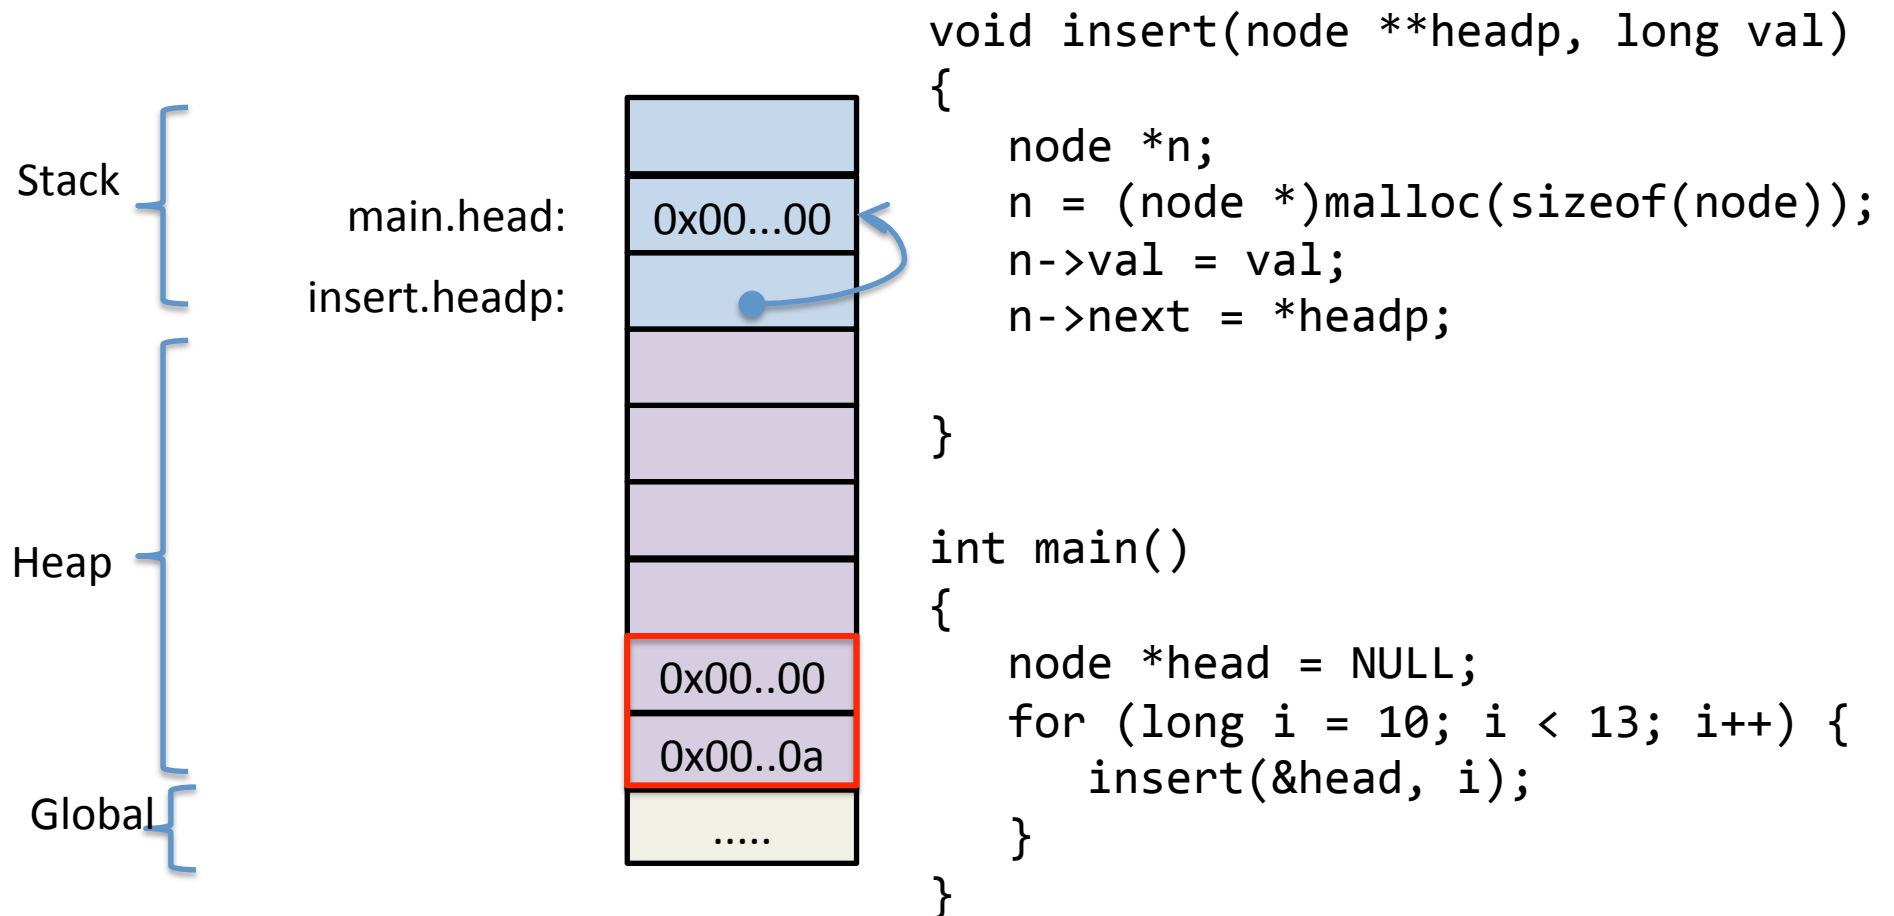 Stack
main.head:
insert.headp:
Heap
Global
0x00...00
0x00..00
0x00..0a
.....
void insert(node **headp, long val)
{
   node *n;
   n = (node *)malloc(sizeof(node));
   n->val = val;
   n->next = *headp;
}
int main()
{
   node *head = NULL;
   for (long i = 10; i < 13; i++) {
      insert(&head, i);
   }
}